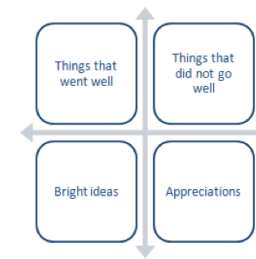 Things that
went well
Things that
did not go
well
Bright ideas
Appreciations